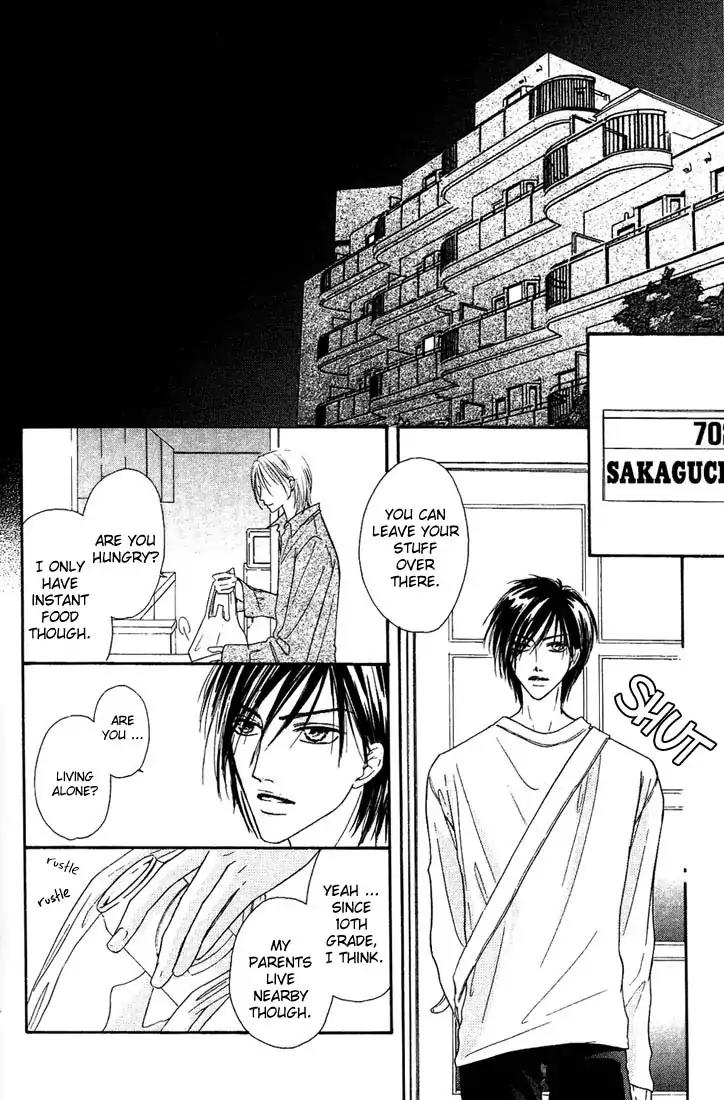 708
SAKAGUC
YOU CAN
LEAVE YOUR
STUFF
OVER
THERE.
SHUT
ARE YOU
HUNGRY?
I ONLY
HAVE
INSTANT
FOOD
THOUGH.
ARE
YOU ...
LIVING
ALONE?
rustle
rustle
YEAH ...
SINCE
10TH
GRADE,
I THINK.
MY
PARENTS
LIVE
NEARBY
THOUGH.